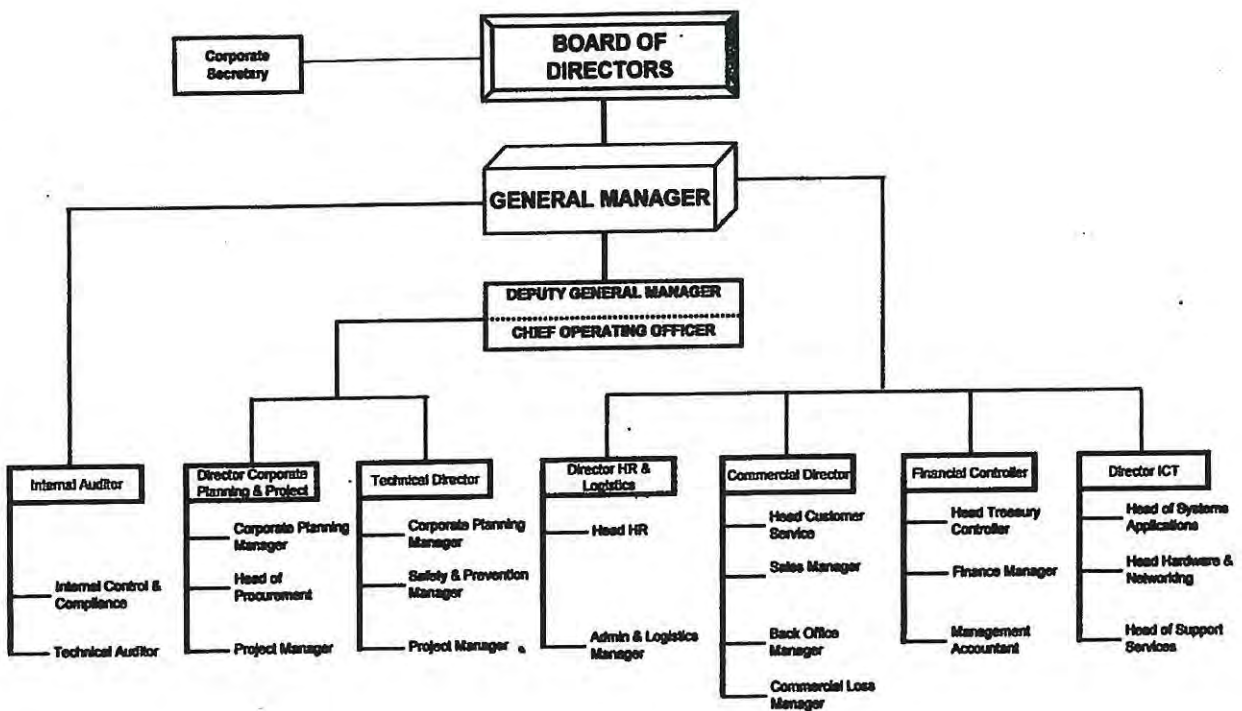 Corporate
Secretary
BOARD OF
DIRECTORS
GENERAL MANAGER
DEPUTY GENERAL MANAGER
CHIEF OPERATING OFFICER
Internal Auditor
Internal Control &
Compliance
Technical Auditor
Director Corporate
Planning & Project
Corporate Planning
Manager
Head of
Procurement
Project Manager
Technical Director
Corporate Planning
Manager
Safety & Prevention
Manager
Project Manager
Director HR &
Logistics
Head HR
Admin & Logistics
Manager
Commercial Director
Head Customer
Service
Sales Manager
Back Office
Manager
Commercial Loss
Manager
Financial Controller
Head Treasury
Controller
Finance Manager
Management
Accountant
Director ICT
Head of Systems
Applications
Head Hardware &
Networking
Head of Support
Services